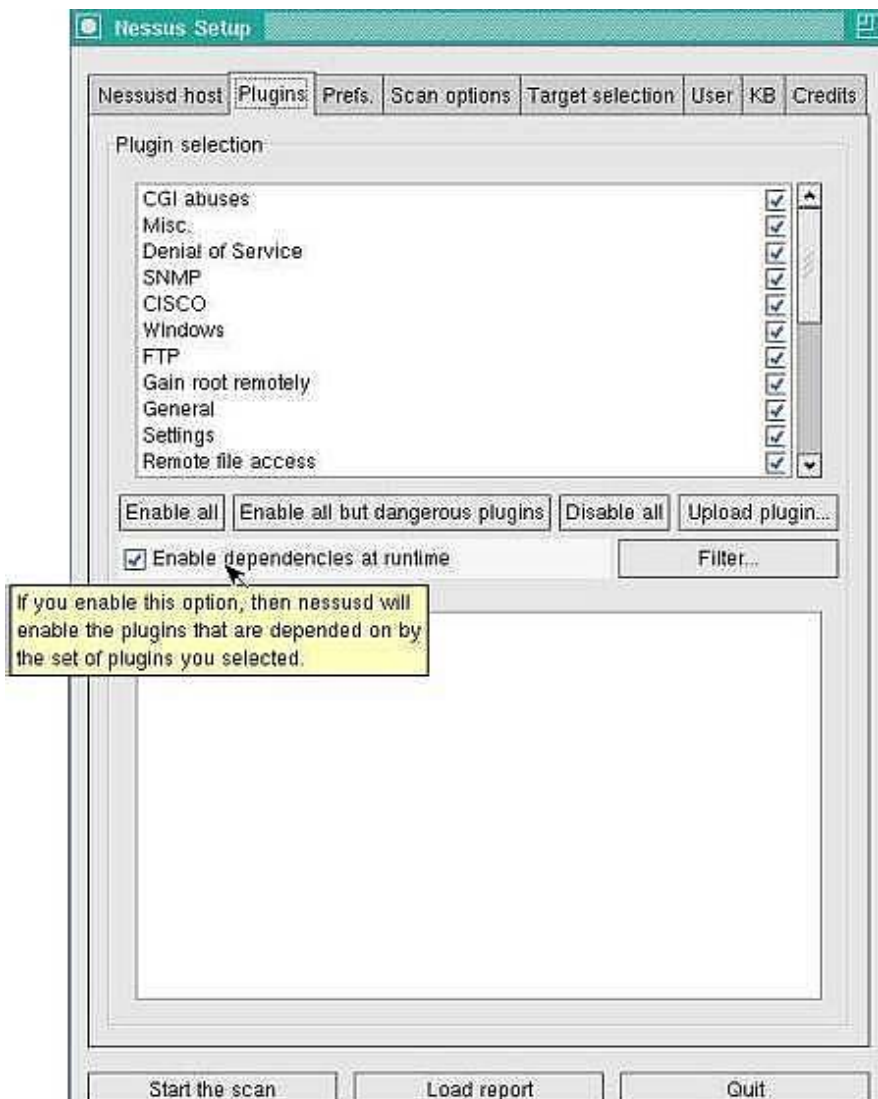 Nessus Setup
Nessusd host Plugins Prefs. Scan options Target selection User KB Credits
Plugin selection
CGI abuses
Misc.
Denial of Service
SNMP
CISCO
Windows
FTP
Gain root remotely
General
Settings
Remote file access
Enable all Enable all but dangerous plugins Disable all Upload plugin...
Enable dependencies at runtime Filter...
If you enable this option, then nessusd will
enable the plugins that are depended on by
the set of plugins you selected.
Start the scan Load report Quit